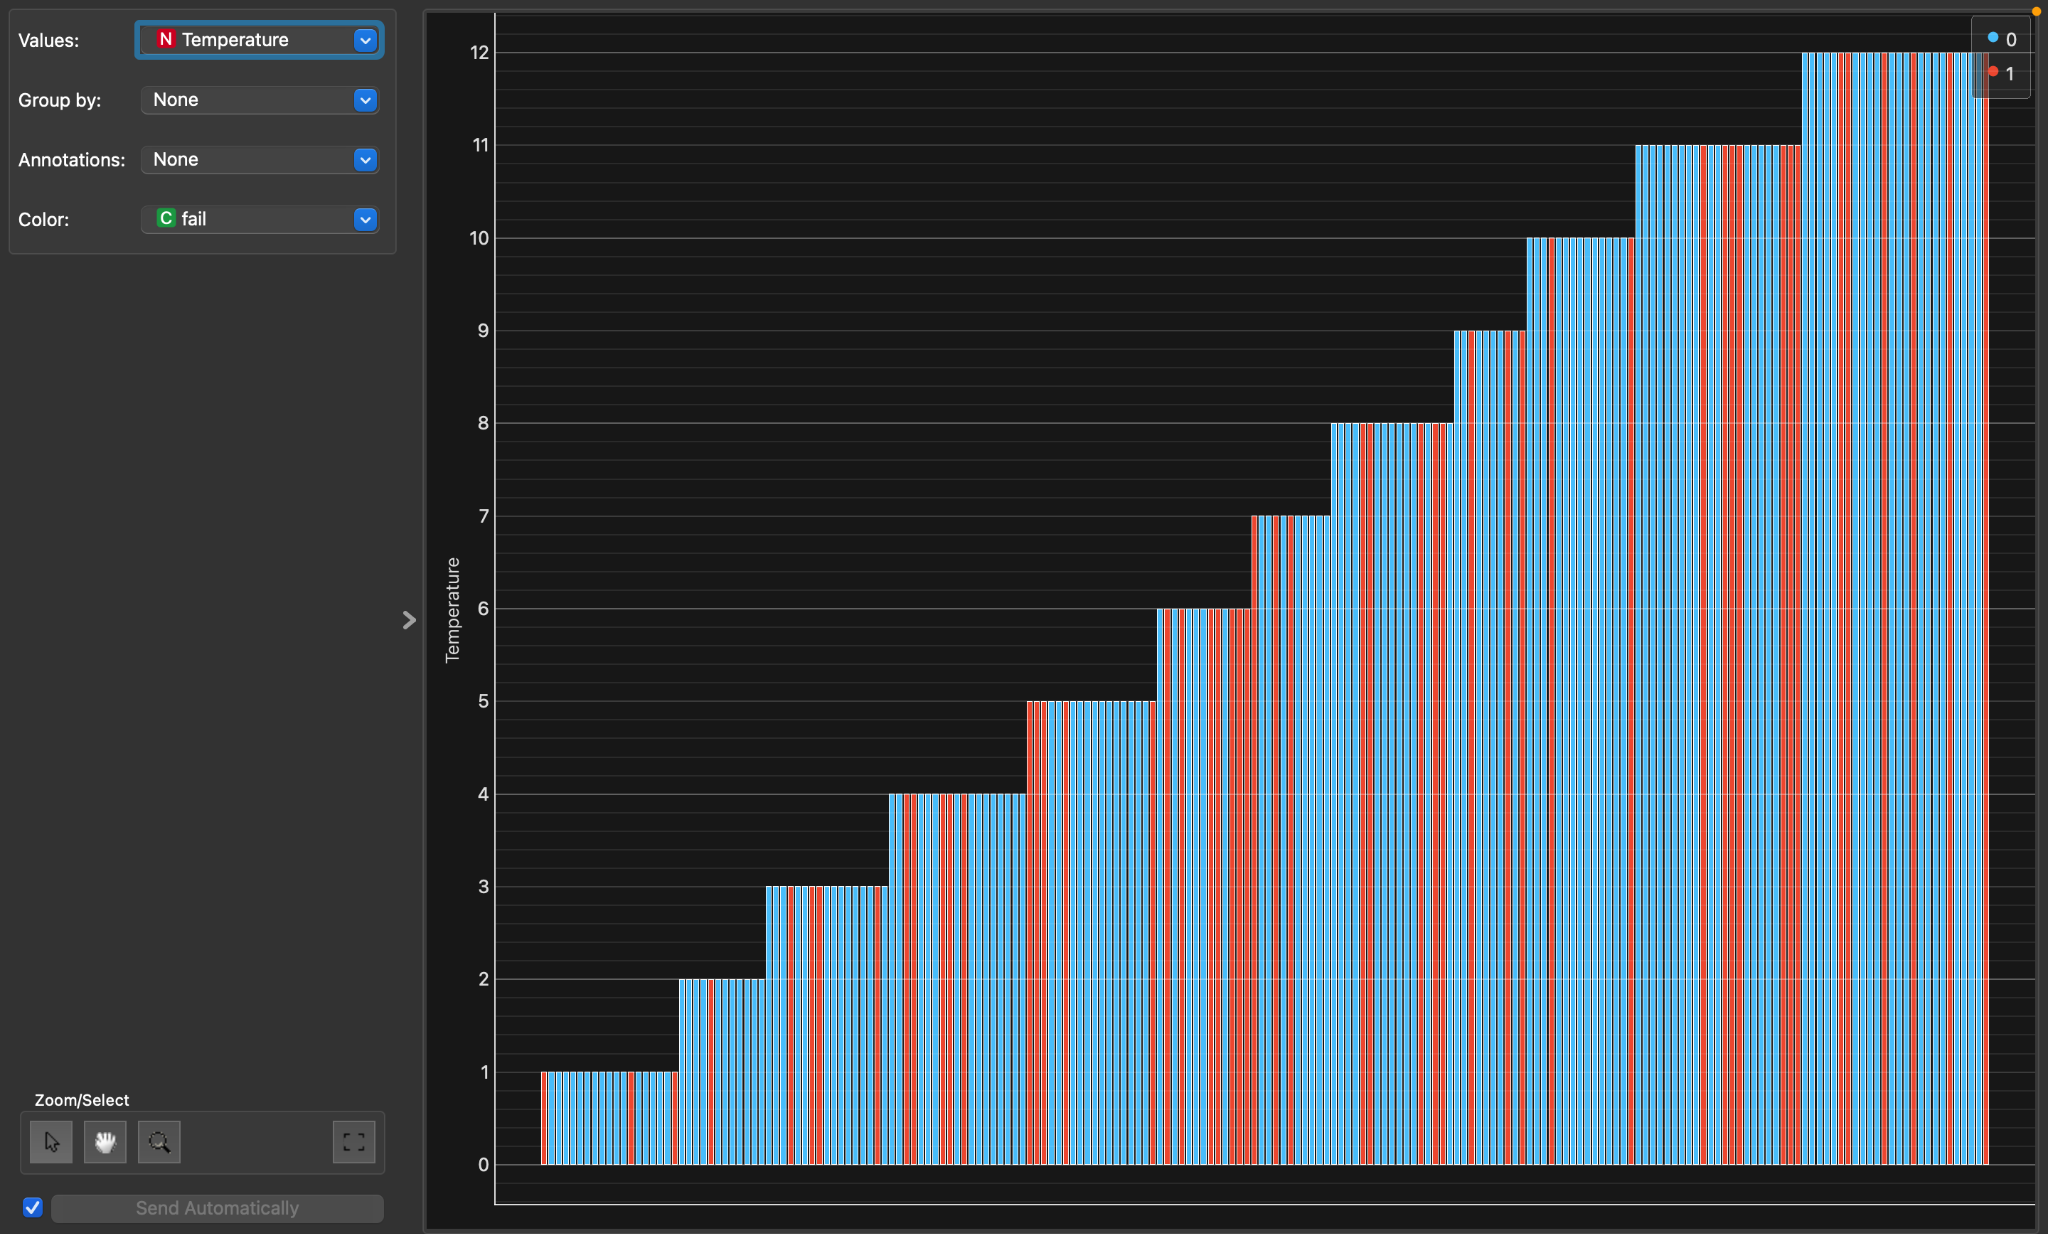 Values:
N Temperature
Group by:
None
Annotations:
None
Color:
C fail
Zoom/Select
Send Automatically
Temperature
12
11
10
9
8
7
6
5
4
3
2
1
0
0
1